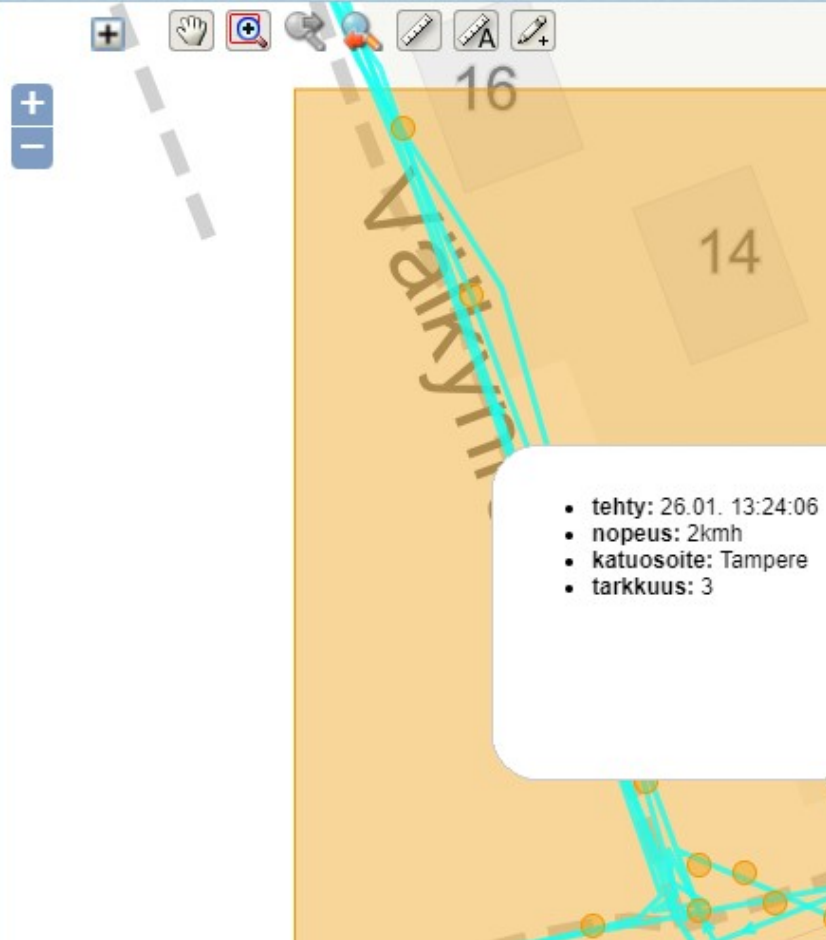 A
16
14
tehty: 26.01. 13:24:06
nopeus: 2kmh
katuosoite: Tampere
tarkkuus: 3